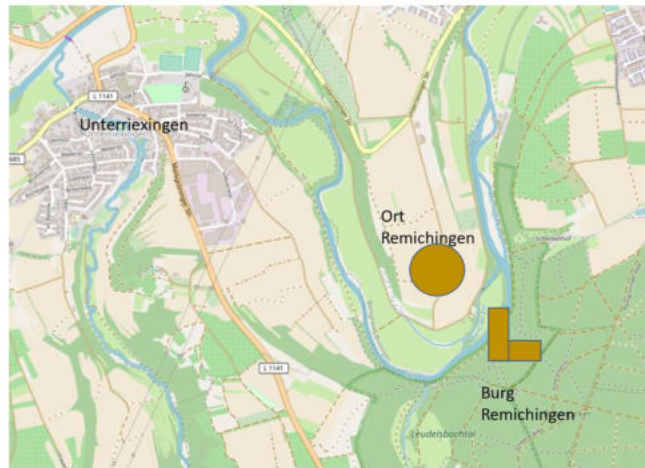 L 1141
Unterriexingen
Ort
Remichingen
L 1141
Burg
Remichingen
Leudelsbachtal